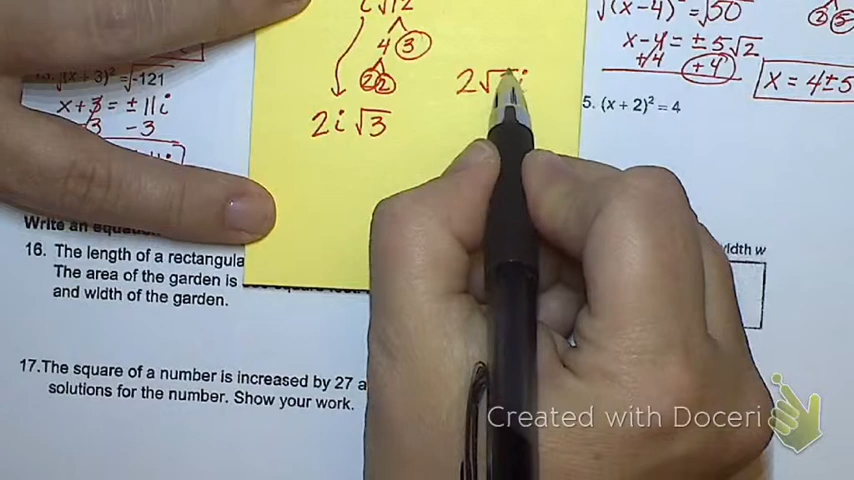 i√12
4 3
2 2
2i√3
2√ i
√(x+3)² = √-121
x + 3 = ± 11i
-3 -3
√(x-4)² = √50
x - 4 = ± 5√2
+4 +4
x = 4 ± 5
2 5
5. (x + 2)² = 4
Write an equation
16. The length of a rectangula
The area of the garden is
and width of the garden.
width w
17. The square of a number is increased by 27 a
solutions for the number. Show your work.
Created with Doceri